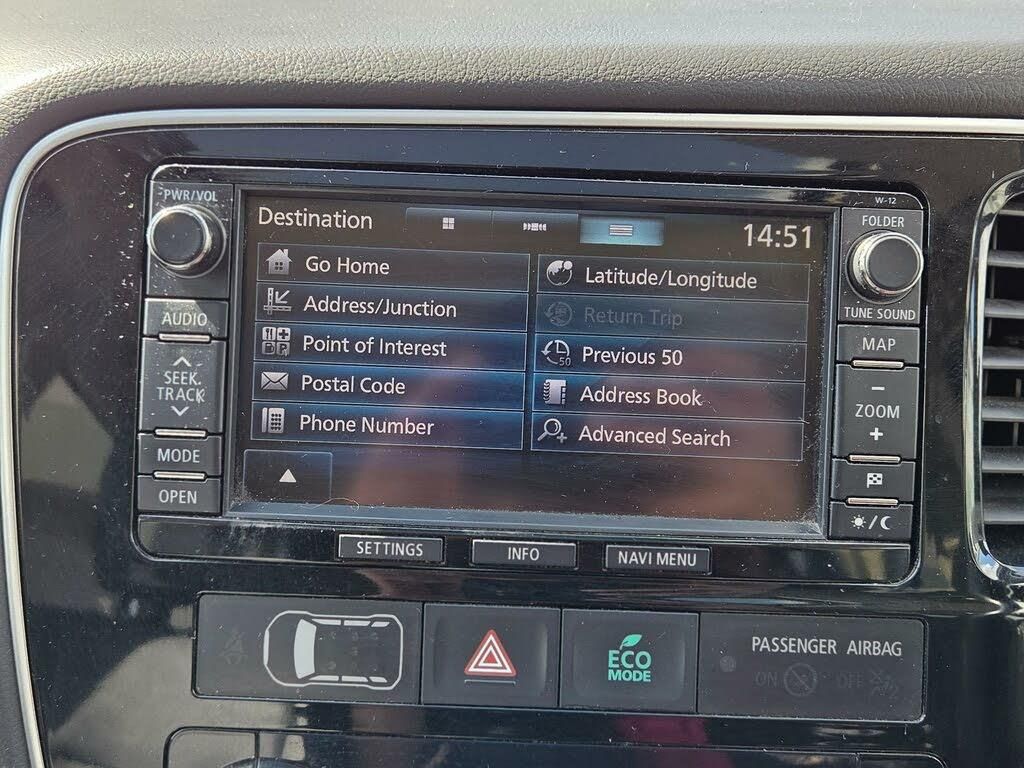 PWR/VOL
AUDIO
SEEK
TRACK
MODE
OPEN
Destination
14:51
Go Home
Address/Junction
Point of Interest
Postal Code
Phone Number
Latitude/Longitude
Return Trip
50
Previous 50
Address Book
Advanced Search
W-12
FOLDER
TUNE SOUND
MAP
ZOOM
SETTINGS
INFO
NAVI MENU
ECO
MODE
PASSENGER AIRBAG
ON OFF